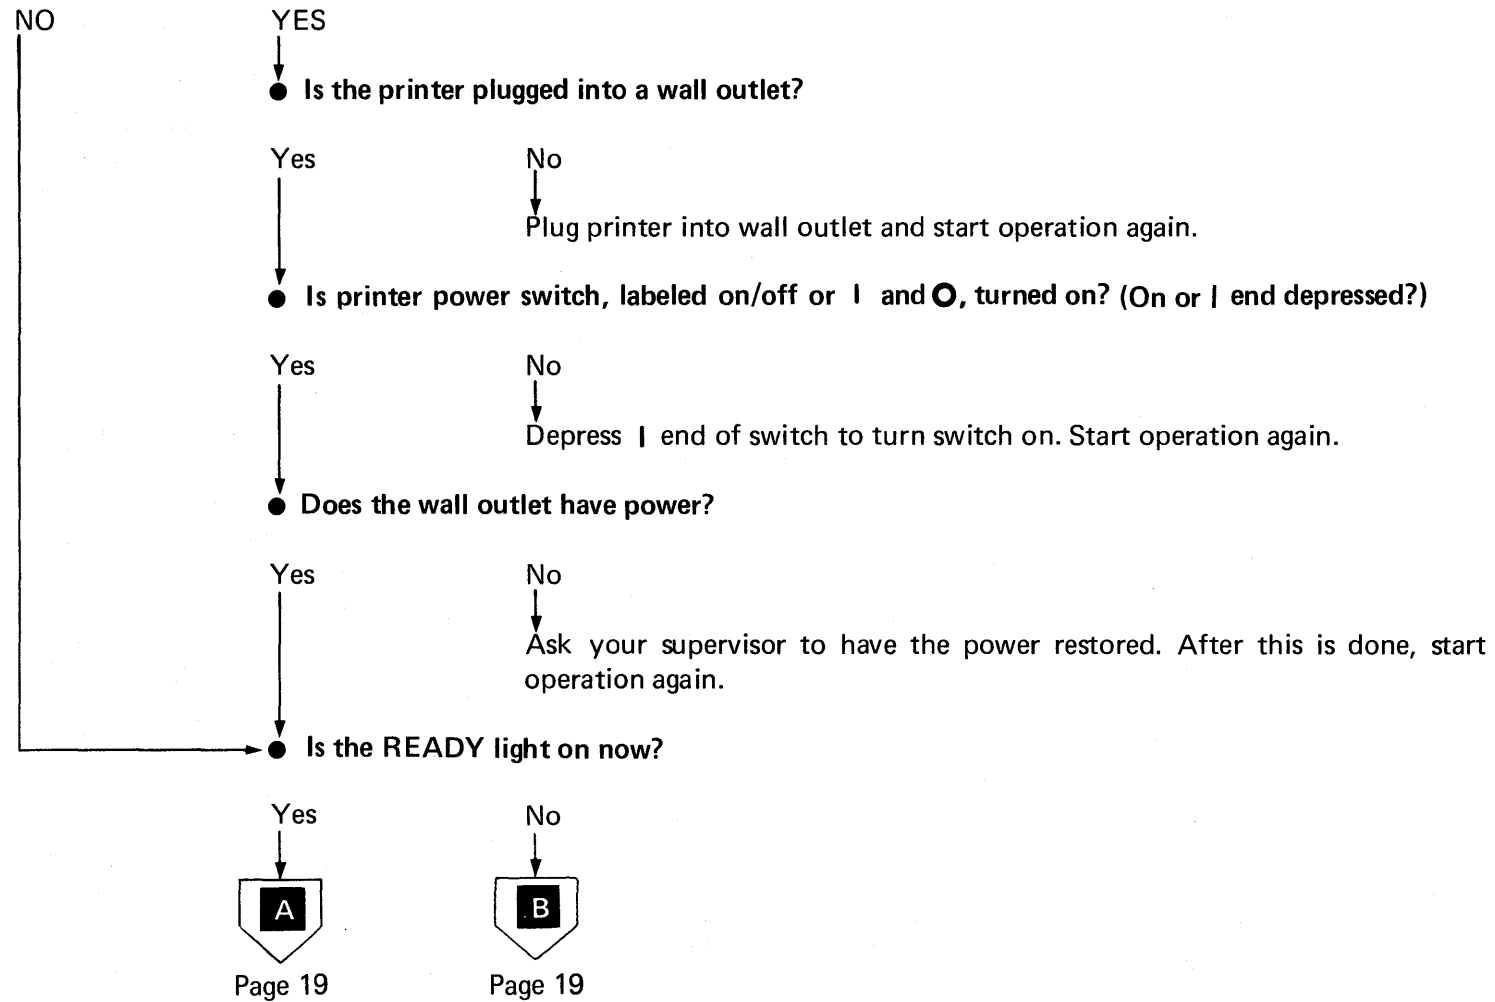 NO YES
Is the printer plugged into a wall outlet?
Yes No
Plug printer into wall outlet and start operation again.
Is printer power switch, labeled on/off or I and O, turned on? (On or I end depressed?)
Yes No
Depress I end of switch to turn switch on. Start operation again.
Does the wall outlet have power?
Yes No
Ask your supervisor to have the power restored. After this is done, start
operation again.
Is the READY light on now?
Yes No
A B
Page 19 Page 19